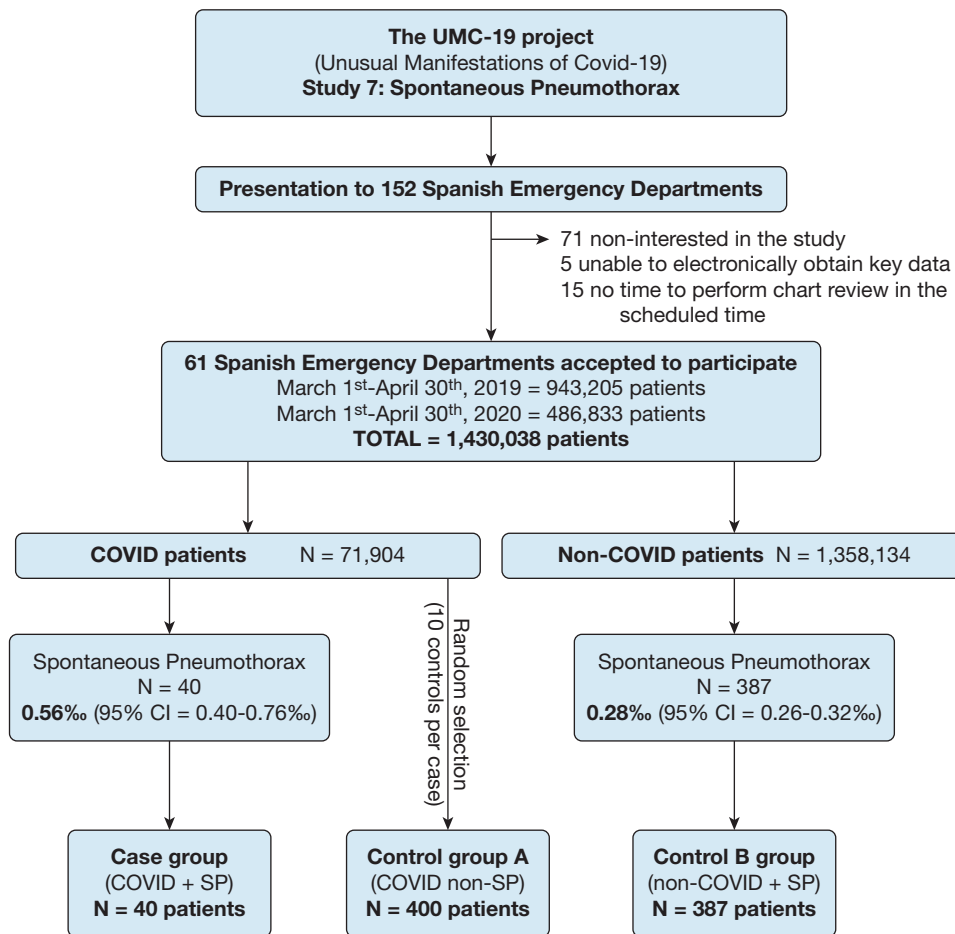 The UMC-19 project
(Unusual Manifestations of Covid-19)
Study 7: Spontaneous Pneumothorax
Presentation to 152 Spanish Emergency Departments
71 non-interested in the study
5 unable to electronically obtain key data
15 no time to perform chart review in the
scheduled time
61 Spanish Emergency Departments accepted to participate
March 1st-April 30th, 2019 = 943,205 patients
March 1st-April 30th, 2020 = 486,833 patients
TOTAL = 1,430,038 patients
COVID patients N = 71,904
Non-COVID patients N = 1,358,134
Spontaneous Pneumothorax
N = 40
0.56‰ (95% CI = 0.40-0.76‰)
Random selection
(10 controls per case)
Spontaneous Pneumothorax
N = 387
0.28‰ (95% CI = 0.26-0.32‰)
Case group
(COVID + SP)
N = 40 patients
Control group A
(COVID non-SP)
N = 400 patients
Control B group
(non-COVID + SP)
N = 387 patients